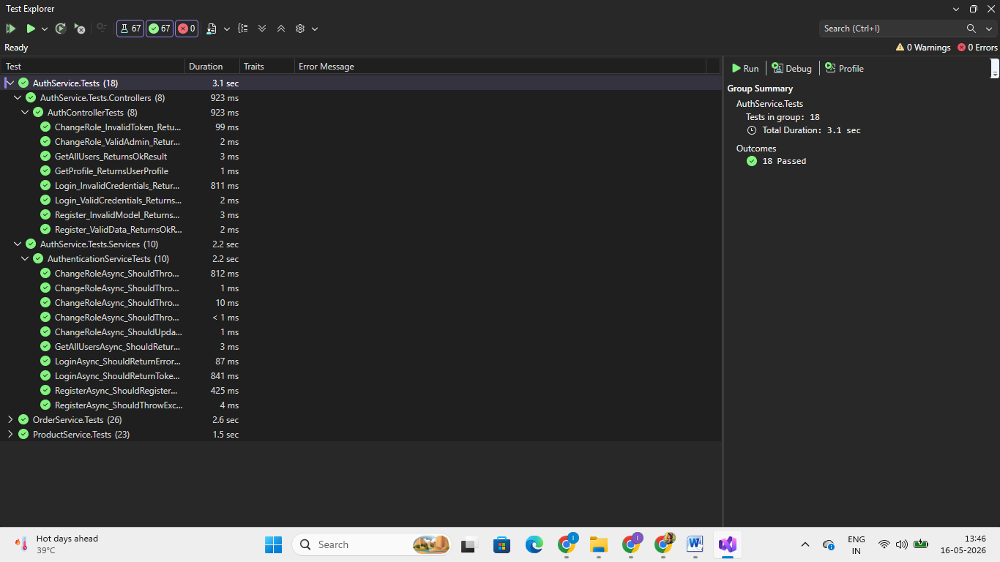 Test Explorer
67 67 0
Search (Ctrl+I)
Ready
0 Warnings 0 Errors
Test Duration Traits Error Message
AuthService.Tests (18) 3.1 sec
AuthService.Tests.Controllers (8) 923 ms
AuthControllerTests (8) 923 ms
ChangeRole_InvalidToken_Retu... 99 ms
ChangeRole_ValidAdmin_Retur... 2 ms
GetAllUsers_ReturnsOkResult 3 ms
GetProfile_ReturnsUserProfile 1 ms
Login_InvalidCredentials_Retur... 811 ms
Login_ValidCredentials_Returns... 2 ms
Register_InvalidModel_Returns... 3 ms
Register_ValidData_ReturnsOkR... 2 ms
AuthService.Tests.Services (10) 2.2 sec
AuthenticationServiceTests (10) 2.2 sec
ChangeRoleAsync_ShouldThro... 812 ms
ChangeRoleAsync_ShouldThro... 1 ms
ChangeRoleAsync_ShouldThro... 10 ms
ChangeRoleAsync_ShouldThro... < 1 ms
ChangeRoleAsync_ShouldUpda... 1 ms
GetAllUsersAsync_ShouldRetur... 3 ms
LoginAsync_ShouldReturnError... 87 ms
LoginAsync_ShouldReturnToke... 841 ms
RegisterAsync_ShouldRegister... 425 ms
RegisterAsync_ShouldThrowExc... 4 ms
OrderService.Tests (26) 2.6 sec
ProductService.Tests (23) 1.5 sec
Run Debug Profile
Group Summary
AuthService.Tests
Tests in group: 18
Total Duration: 3.1 sec
Outcomes
18 Passed
Hot days ahead
39°C
Search
ENG
IN
13:46
16-05-2026